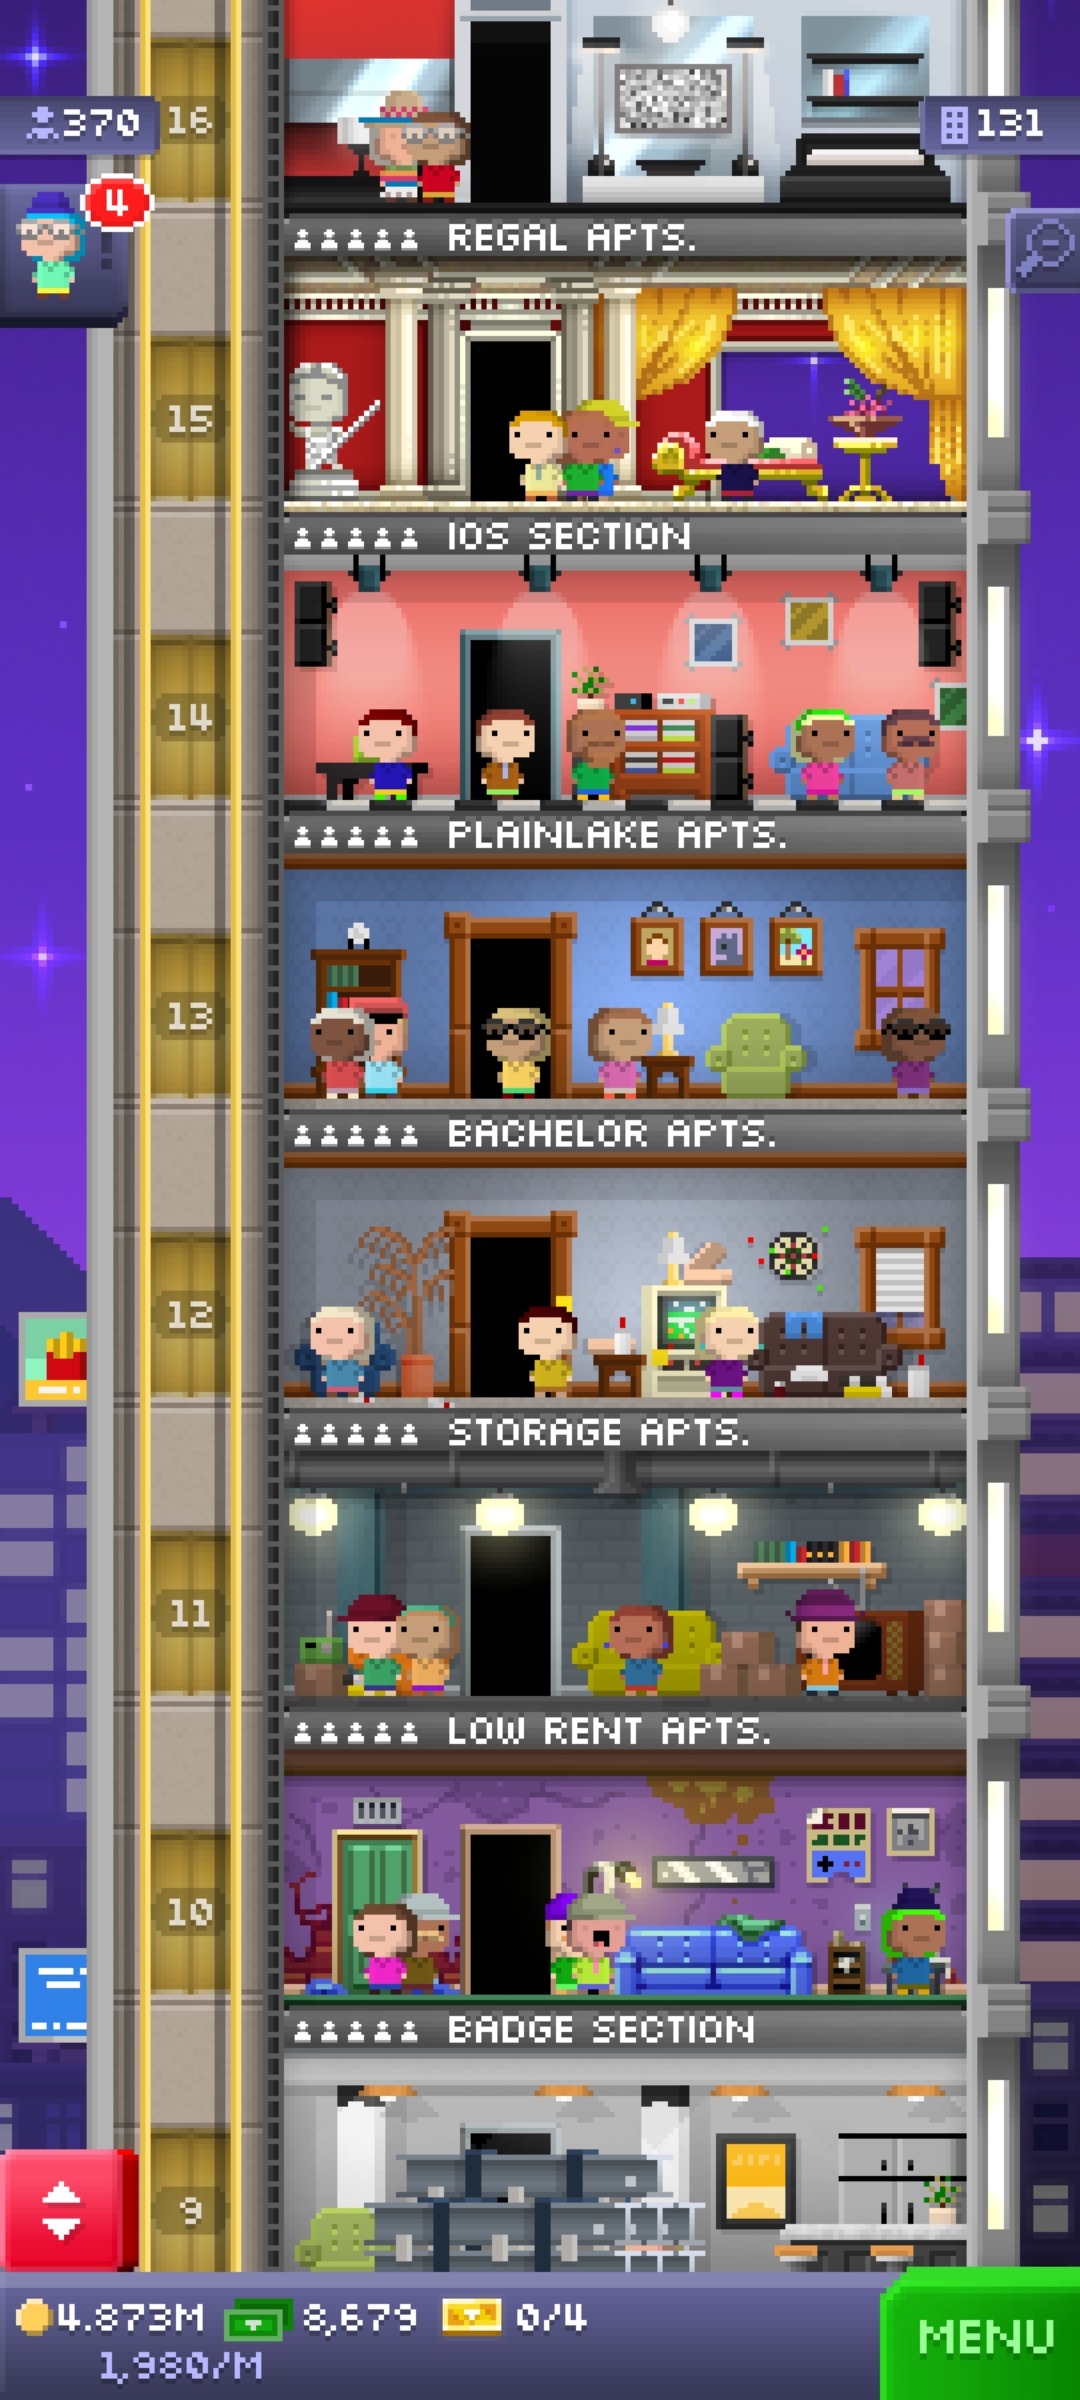 370
16
131
4
REGAL APTS.
15
IOS SECTION
14
PLAINLAKE APTS.
13
BACHELOR APTS.
12
STORAGE APTS.
11
LOW RENT APTS.
10
BADGE SECTION
9
4.873M 8,679 0/4
1,980/M
MENU